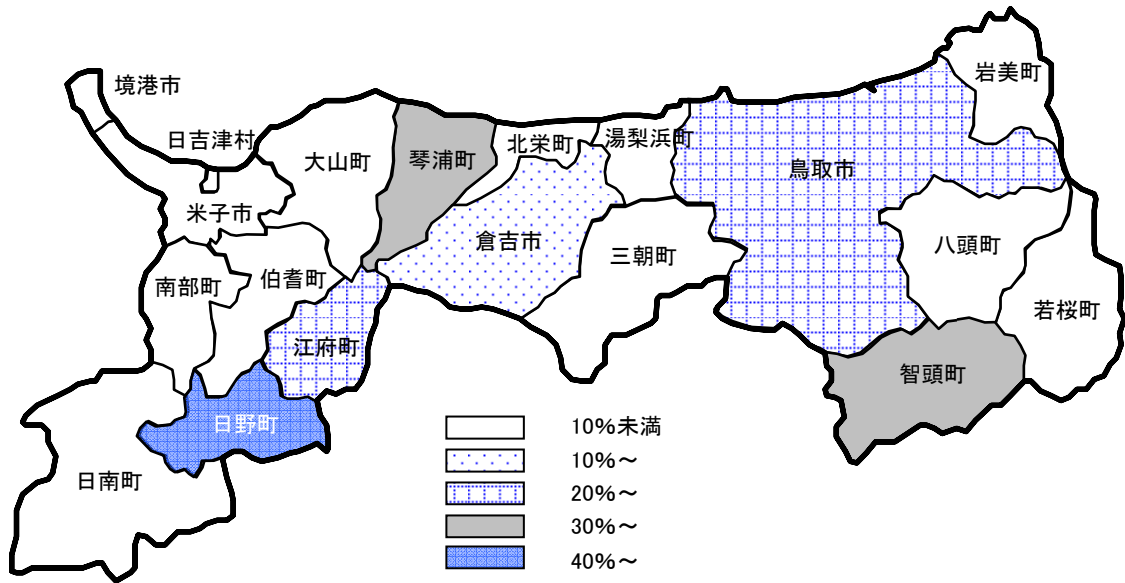 境港市
日吉津村
米子市
大山町
琴浦町
北栄町
湯梨浜町
鳥取市
岩美町
南部町
伯耆町
倉吉市
三朝町
八頭町
若桜町
江府町
智頭町
日野町
日南町
10%未満
10%～
20%～
30%～
40%～